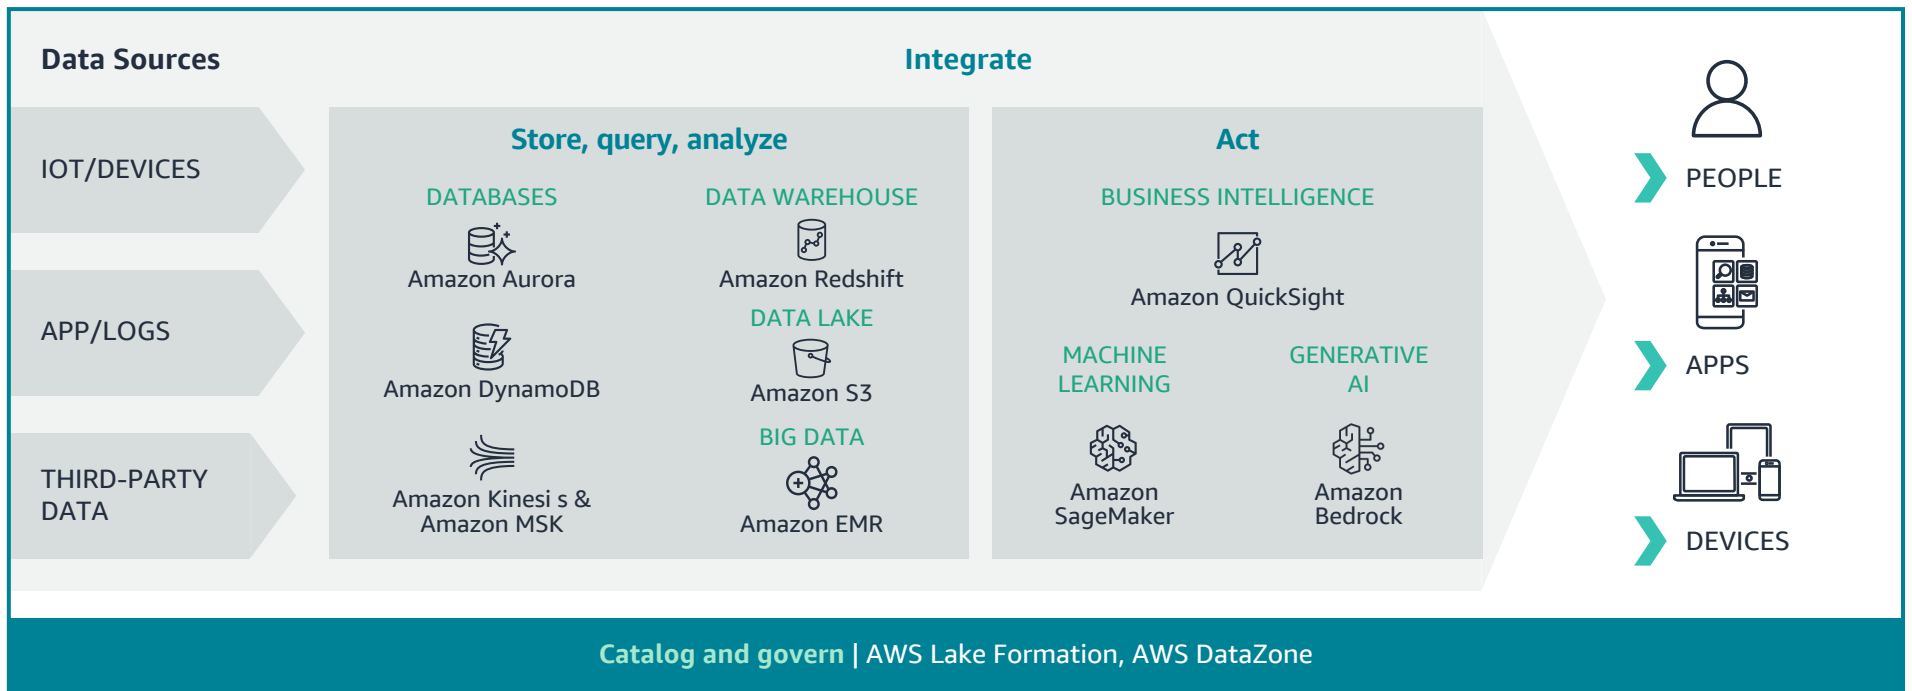 Data Sources
Integrate
IOT/DEVICES
APP/LOGS
THIRD-PARTY
DATA
Store, query, analyze
DATABASES
Amazon Aurora
Amazon DynamoDB
Amazon Kinesi s &
Amazon MSK
DATA WAREHOUSE
Amazon Redshift
DATA LAKE
Amazon S3
BIG DATA
Amazon EMR
Act
BUSINESS INTELLIGENCE
Amazon QuickSight
MACHINE
LEARNING
Amazon
SageMaker
GENERATIVE
AI
Amazon
Bedrock
PEOPLE
APPS
DEVICES
Catalog and govern | AWS Lake Formation, AWS DataZone